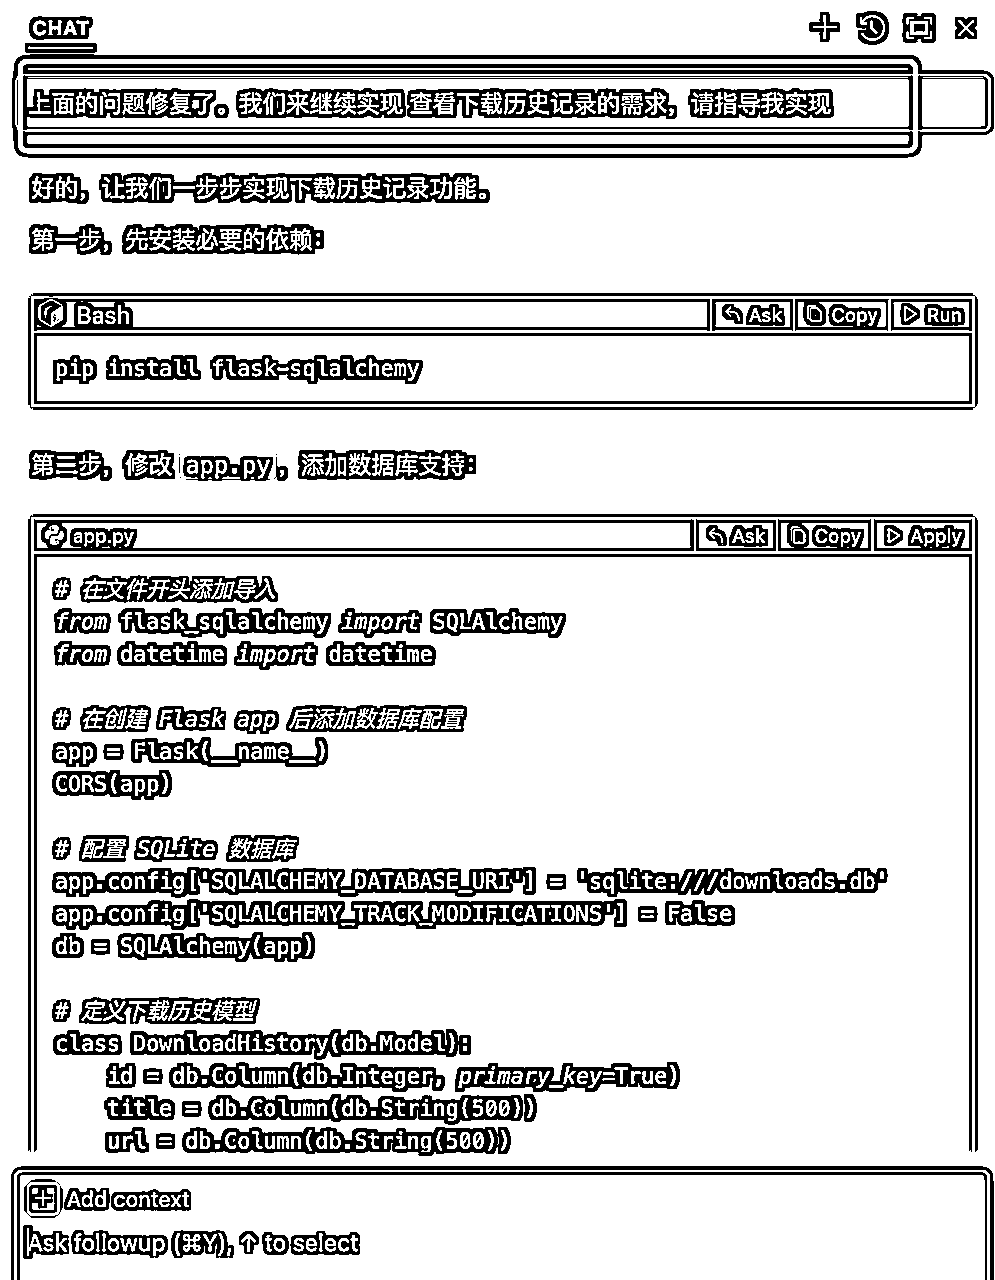 CHAT
上面的问题修复了。我们来继续实现 查看下载历史记录的需求，请指导我实现
好的，让我们一步步实现下载历史记录功能。
第一步，先安装必要的依赖：
Bash Ask Copy Run
pip install flask-sqlalchemy
第二步，修改 app.py，添加数据库支持：
app.py Ask Copy Apply
# 在文件开头添加导入
from flask_sqlalchemy import SQLAlchemy
from datetime import datetime
# 在创建 Flask app 后添加数据库配置
app = Flask(__name__)
CORS(app)
# 配置 SQLite 数据库
app.config['SQLALCHEMY_DATABASE_URI'] = 'sqlite:///downloads.db'
app.config['SQLALCHEMY_TRACK_MODIFICATIONS'] = False
db = SQLAlchemy(app)
# 定义下载历史模型
class DownloadHistory(db.Model):
    id = db.Column(db.Integer, primary_key=True)
    title = db.Column(db.String(500))
    url = db.Column(db.String(500))
Add context
Ask followup (⌘Y), ↑ to select